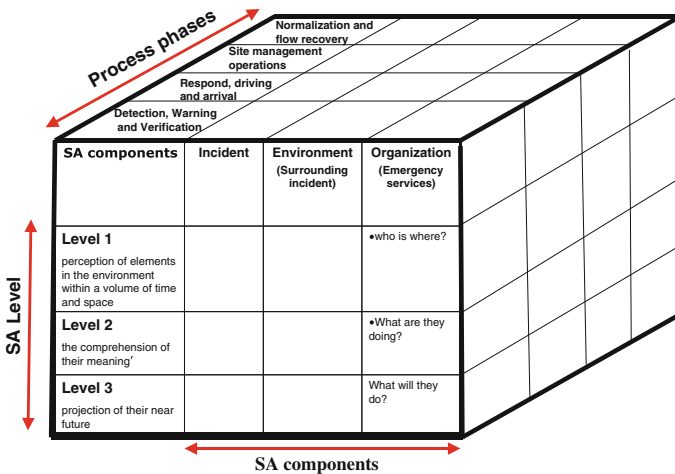 Process phases
Normalization and
flow recovery
Site management
operations
Respond, driving
and arrival
Detection, Warning
and Verification
SA components
Incident
Environment
(Surrounding
incident)
Organization
(Emergency
services)
SA Level
Level 1
perception of elements
in the environment
within a volume of time
and space
•who is where?
Level 2
the comprehension of
their meaning′
•What are they
doing?
Level 3
projection of their near
future
What will they
do?
SA components